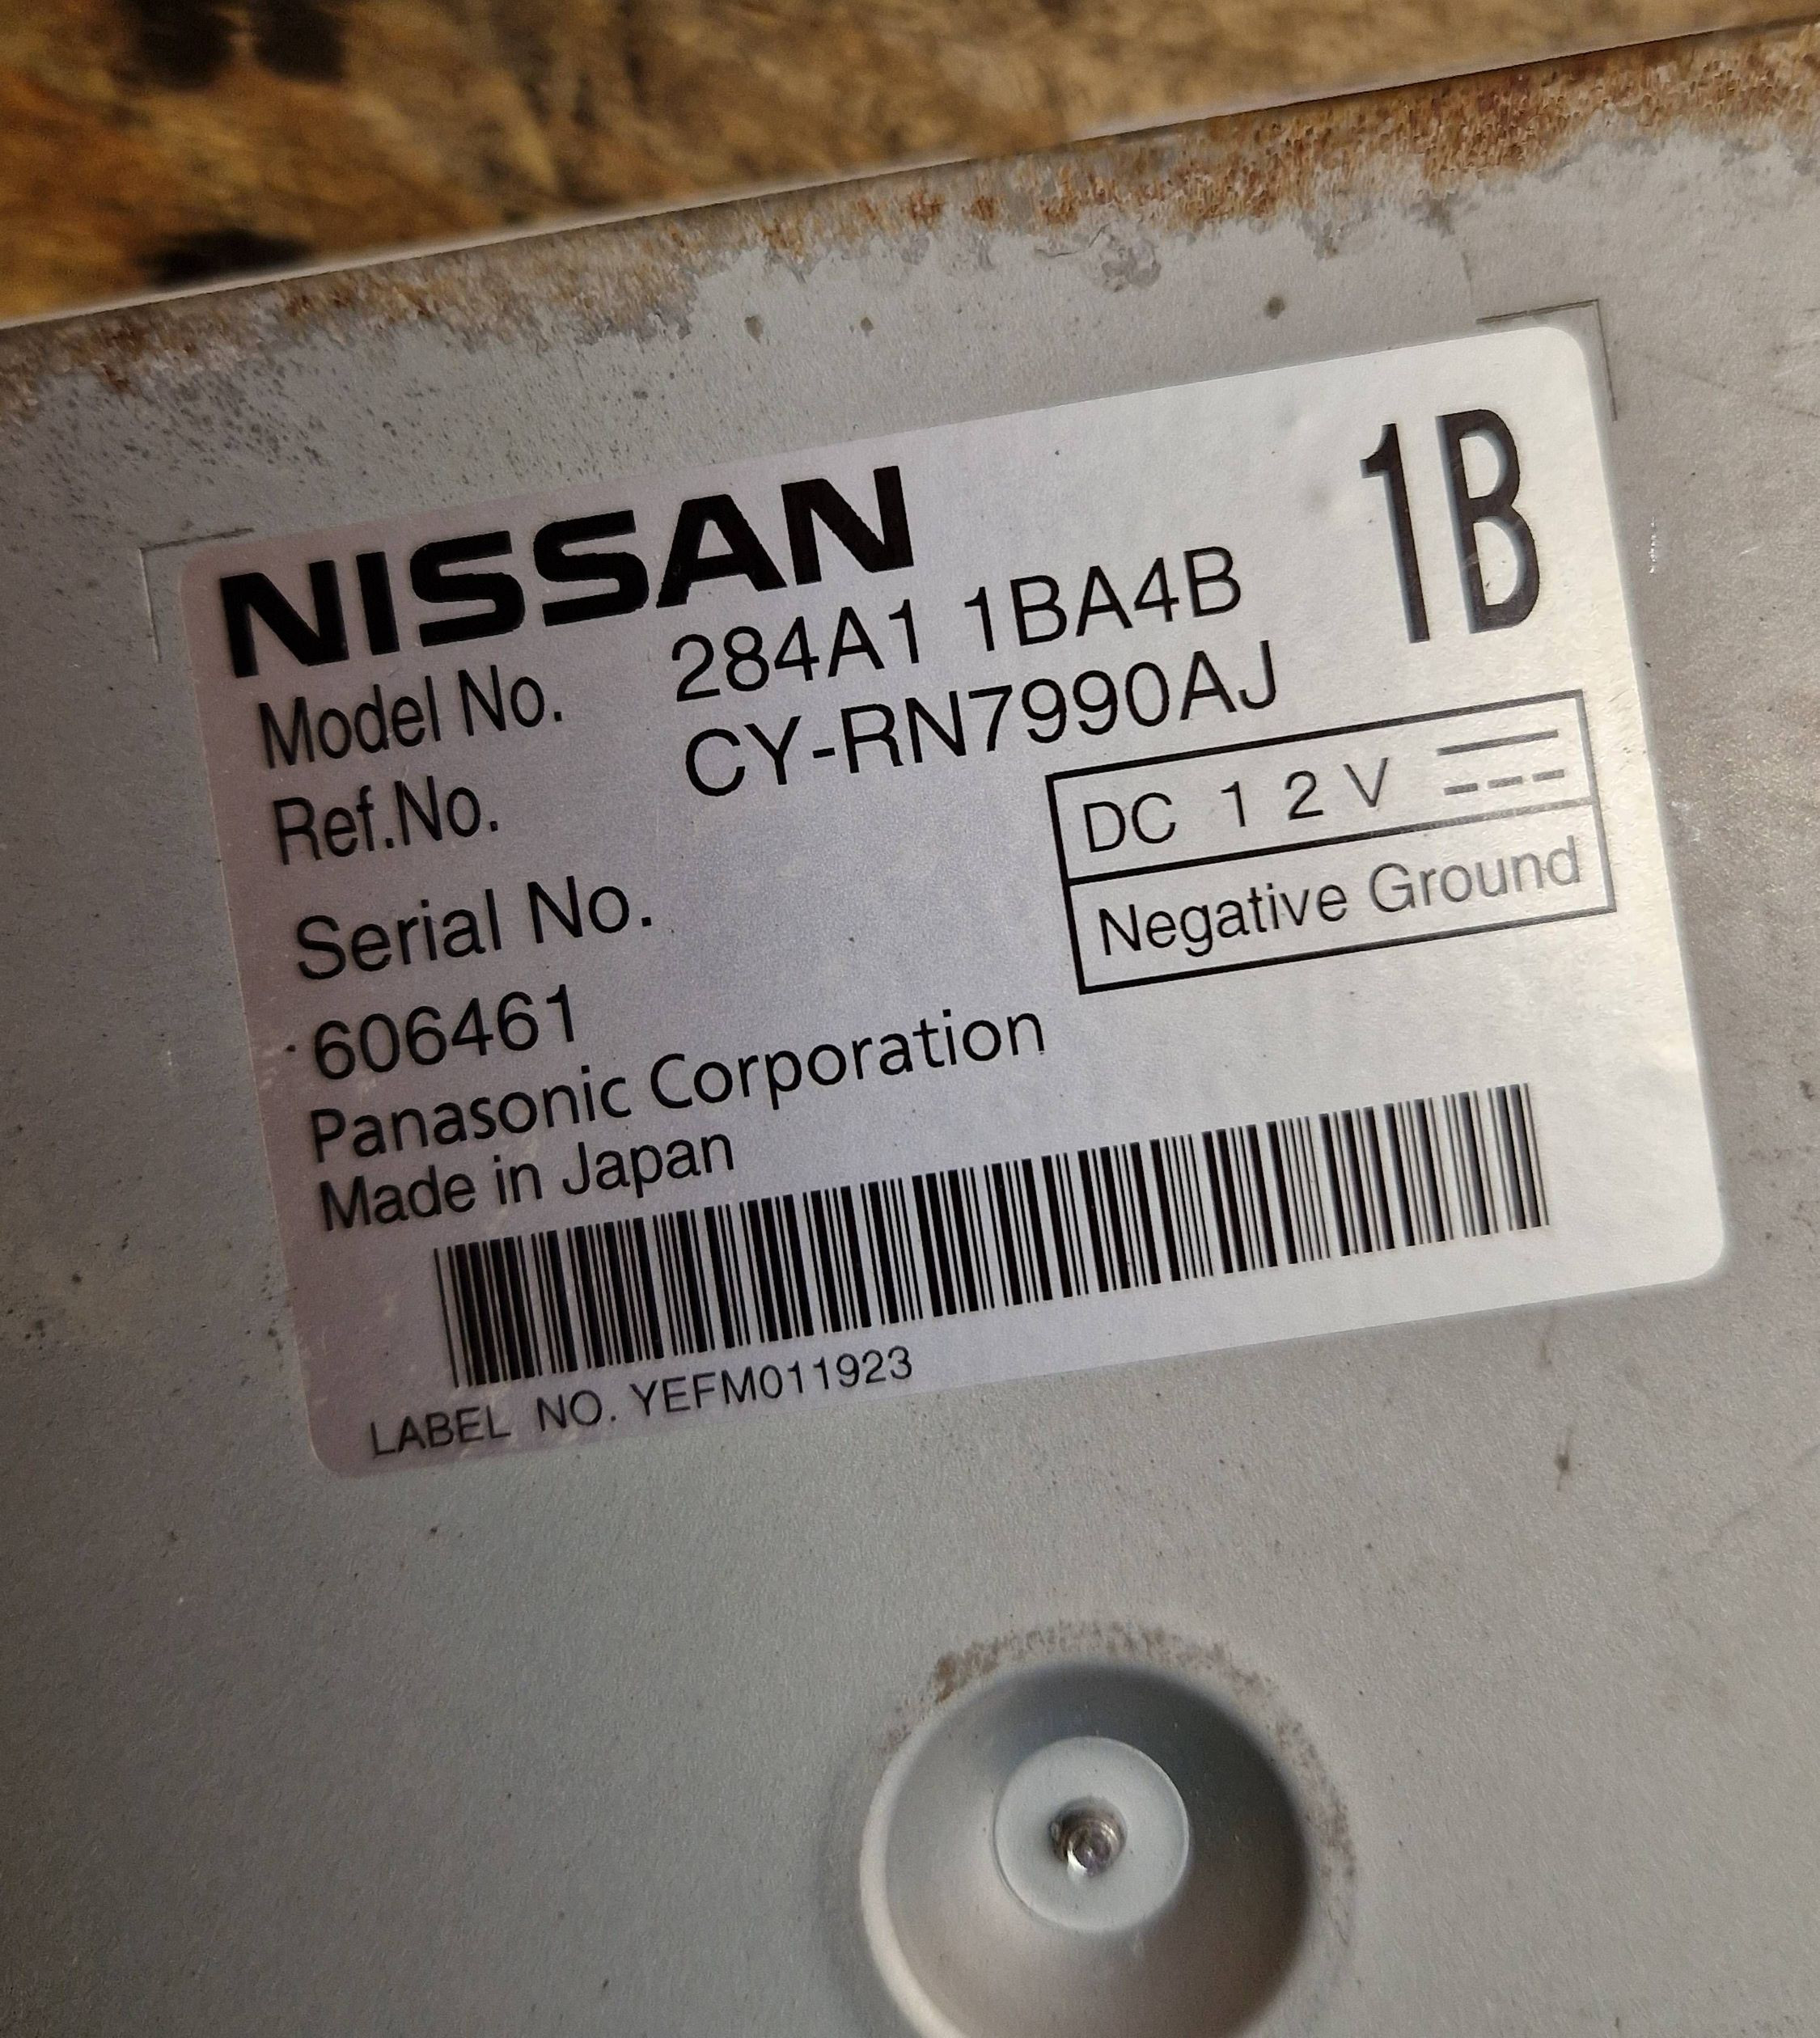 NISSAN
1B
Model No. 284A1 1BA4B
Ref.No. CY-RN7990AJ
DC 12V
Negative Ground
Serial No.
606461
Panasonic Corporation
Made in Japan
LABEL NO. YEFM011923